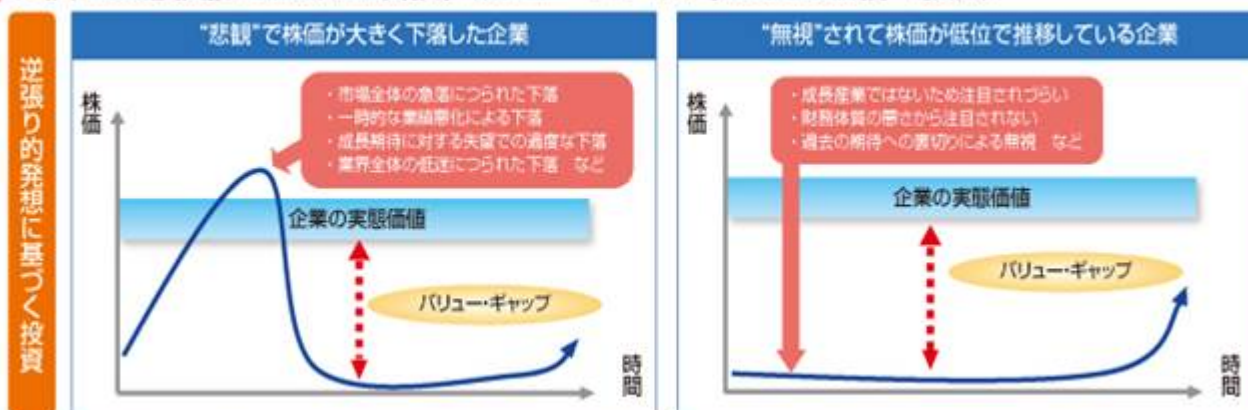 逆張り的発想に基づく投資
“悲観”で株価が大きく下落した企業
株価
・市場全体の急落につられた下落
・一時的な業績悪化による下落
・成長期待に対する失望での過度な下落
・業界全体の低迷につられた下落 など
企業の実態価値
バリュー・ギャップ
時間
“無視”されて株価が低位で推移している企業
株価
・成長産業ではないため注目されづらい
・財務体質の悪さから注目されない
・過去の期待への裏切りによる無視 など
企業の実態価値
バリュー・ギャップ
時間